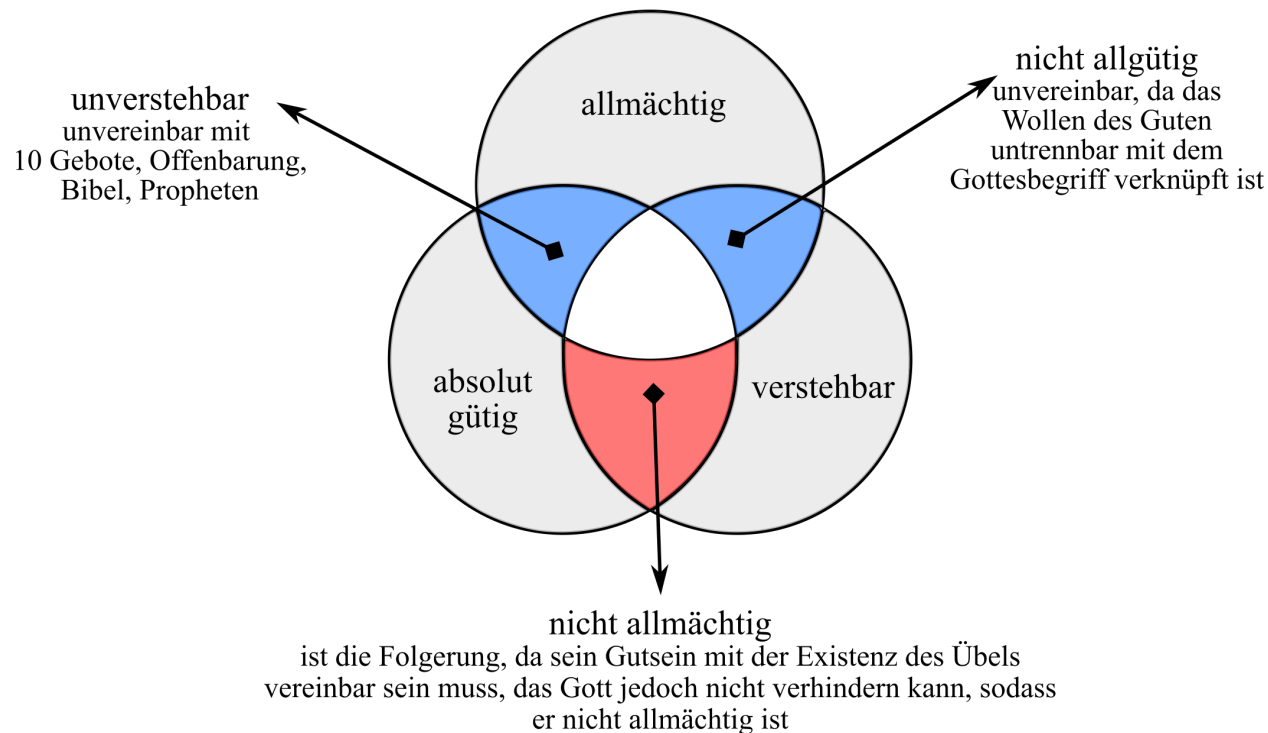 allmächtig
nicht allgütig
unvereinbar, da das
Wollen des Guten
untrennbar mit dem
Gottesbegriff verknüpft ist
unverstehbar
unvereinbar mit
10 Gebote, Offenbarung,
Bibel, Propheten
absolut
gütig
verstehbar
nicht allmächtig
ist die Folgerung, da sein Gutsein mit der Existenz des Übels
vereinbar sein muss, das Gott jedoch nicht verhindern kann, sodass
er nicht allmächtig ist